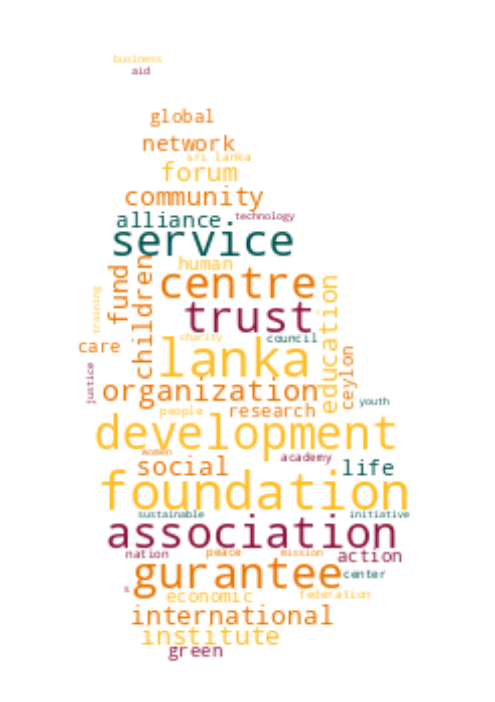 business
aid
global
network
sri lanka
forum
community
alliance.
technology
service
human
fund
children
centre
training
trust
education
charity
council
care
lanka
ceylon
justice
organization
youth
people
research
development
women
academy
social
life
foundation
sustainable
initiative
association
nation
peace
mission
action
gurantee
center
s
economic
federation
international
institute
green